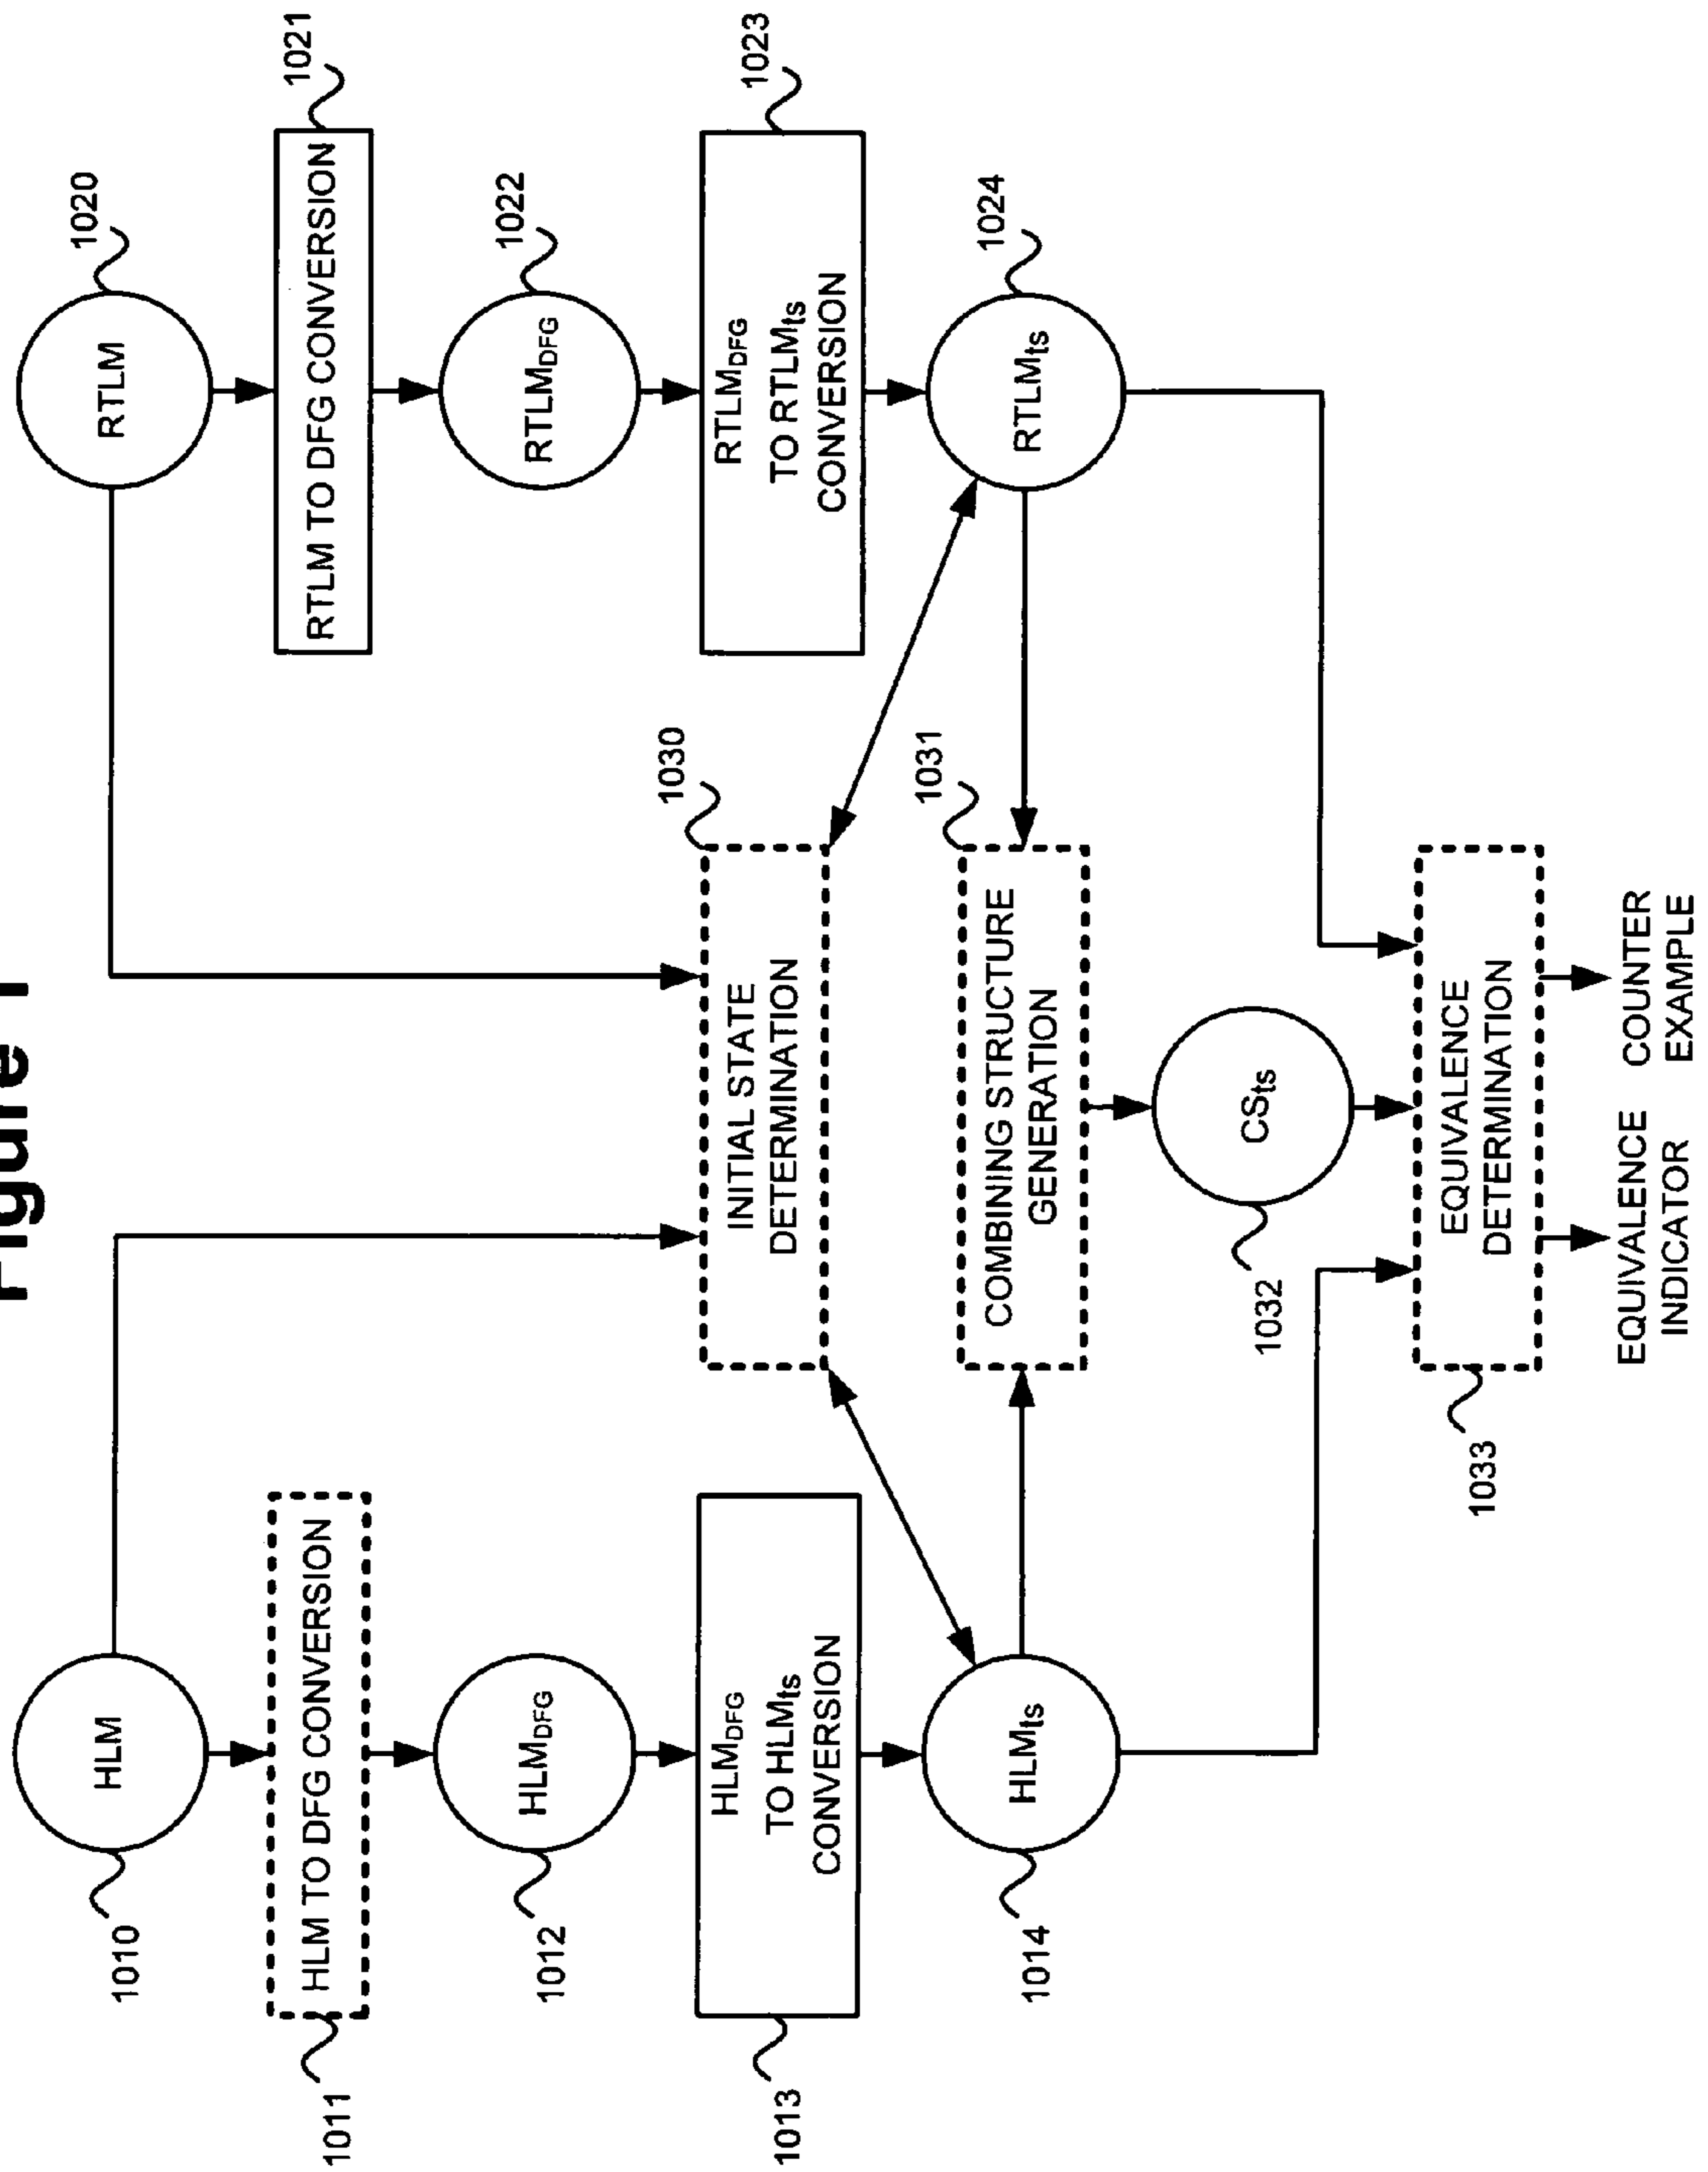 Figure 1
HLM
1010
HLM TO DFG CONVERSION
1011
HLMDFG
1012
HLMDFG
TO HLMts
CONVERSION
1013
HLMts
1014
RTLM
1020
RTLM TO DFG CONVERSION
1021
RTLMDFG
1022
RTLMDFG
TO RTLMts
CONVERSION
1023
RTLMts
1024
INITIAL STATE
DETERMINATION
1030
COMBINING STRUCTURE
GENERATION
1031
CSts
1032
EQUIVALENCE
DETERMINATION
1033
EQUIVALENCE
INDICATOR
COUNTER
EXAMPLE